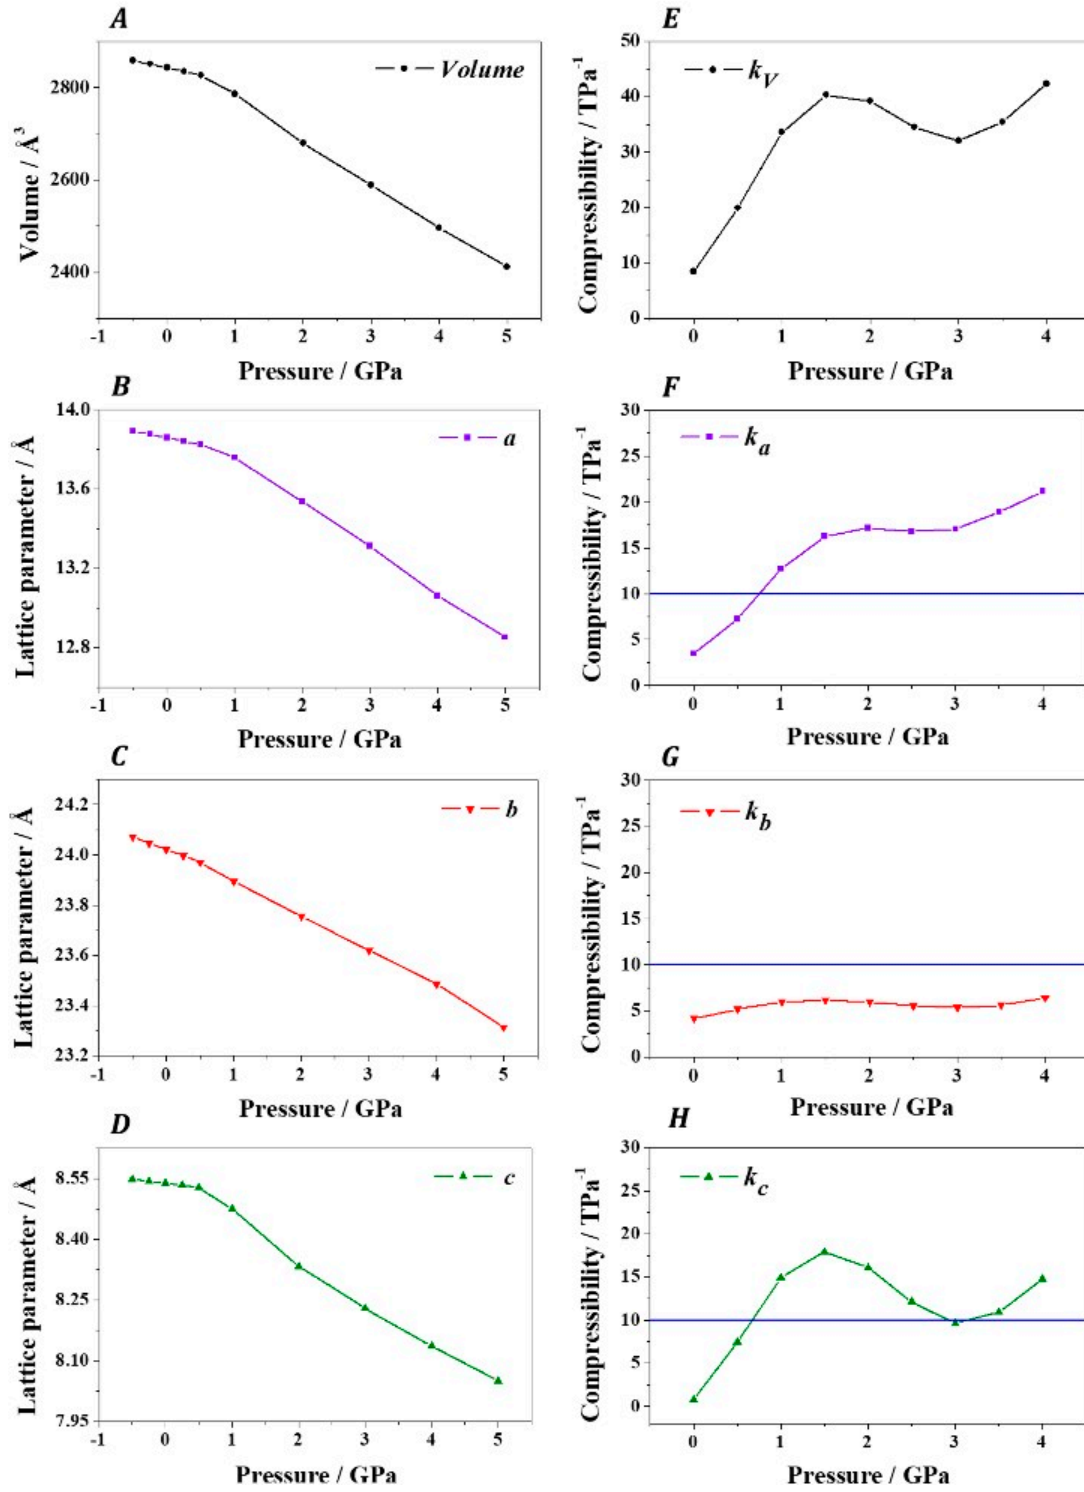 A
Volume / Å³
2800
2600
2400
Volume
-1 0 1 2 3 4 5
Pressure / GPa
E
Compressibility / TPa⁻¹
50
40
30
20
10
0
k_V
0 1 2 3 4
Pressure / GPa
B
Lattice parameter / Å
14.0
13.6
13.2
12.8
a
-1 0 1 2 3 4 5
Pressure / GPa
F
Compressibility / TPa⁻¹
30
25
20
15
10
5
0
k_a
0 1 2 3 4
Pressure / GPa
C
Lattice parameter / Å
24.2
24.0
23.8
23.6
23.4
23.2
b
-1 0 1 2 3 4 5
Pressure / GPa
G
Compressibility / TPa⁻¹
30
25
20
15
10
5
0
k_b
0 1 2 3 4
Pressure / GPa
D
Lattice parameter / Å
8.55
8.40
8.25
8.10
7.95
c
-1 0 1 2 3 4 5
Pressure / GPa
H
Compressibility / TPa⁻¹
30
25
20
15
10
5
0
k_c
0 1 2 3 4
Pressure / GPa